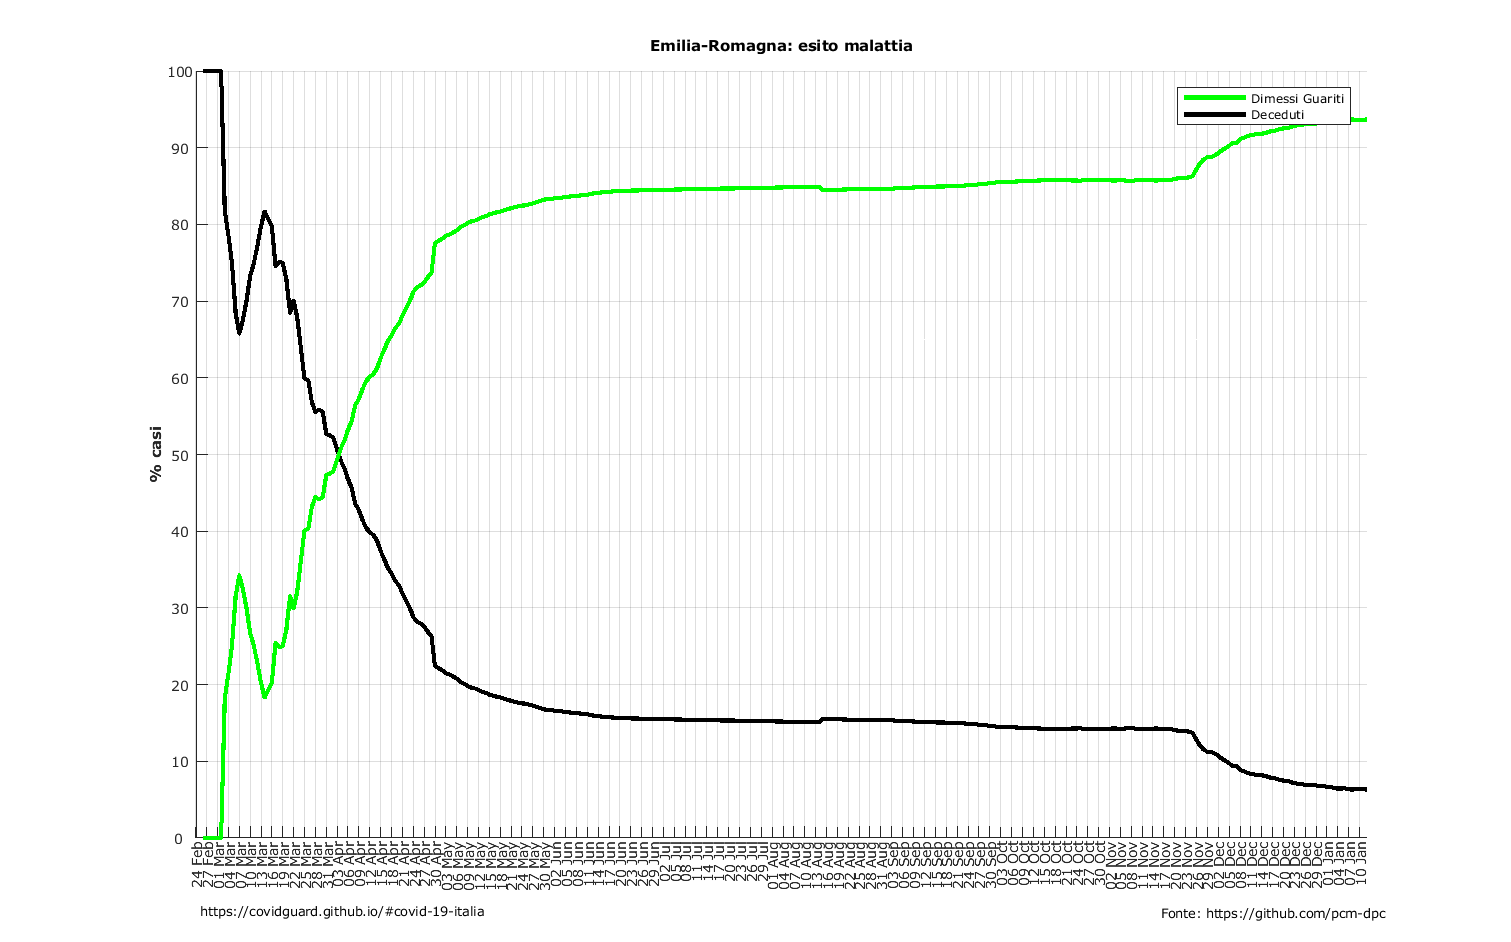 Emilia-Romagna: esito malattia
% casi
100
90
80
70
60
50
40
30
20
10
0
Dimessi Guariti
Deceduti
24 Feb
27 Feb
01 Mar
04 Mar
07 Mar
10 Mar
13 Mar
16 Mar
19 Mar
22 Mar
25 Mar
28 Mar
31 Mar
03 Apr
06 Apr
09 Apr
12 Apr
15 Apr
18 Apr
21 Apr
24 Apr
27 Apr
30 Apr
03 May
06 May
09 May
12 May
15 May
18 May
21 May
24 May
27 May
30 May
02 Jun
05 Jun
08 Jun
11 Jun
14 Jun
17 Jun
20 Jun
23 Jun
26 Jun
29 Jun
02 Jul
05 Jul
08 Jul
11 Jul
14 Jul
17 Jul
20 Jul
23 Jul
26 Jul
29 Jul
01 Aug
04 Aug
07 Aug
10 Aug
13 Aug
16 Aug
19 Aug
22 Aug
25 Aug
28 Aug
31 Aug
03 Sep
06 Sep
09 Sep
12 Sep
15 Sep
18 Sep
21 Sep
24 Sep
27 Sep
30 Sep
03 Oct
06 Oct
09 Oct
12 Oct
15 Oct
18 Oct
21 Oct
24 Oct
27 Oct
30 Oct
02 Nov
05 Nov
08 Nov
11 Nov
14 Nov
17 Nov
20 Nov
23 Nov
26 Nov
29 Nov
02 Dec
05 Dec
08 Dec
11 Dec
14 Dec
17 Dec
20 Dec
23 Dec
26 Dec
29 Dec
01 Jan
04 Jan
07 Jan
10 Jan
https://covidguard.github.io/#covid-19-italia
Fonte: https://github.com/pcm-dpc